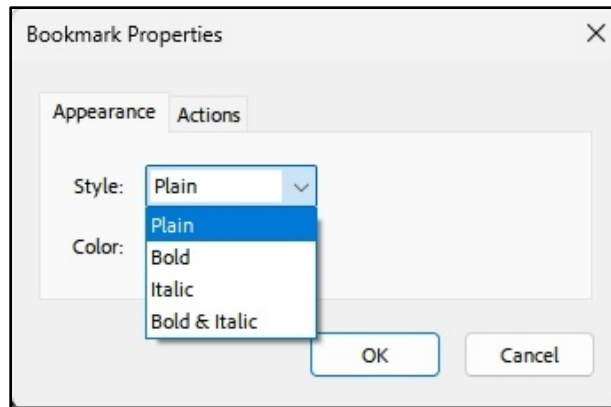 Bookmark Properties
Appearance Actions
Style: Plain
Plain
Color:
Bold
Italic
Bold & Italic
OK Cancel